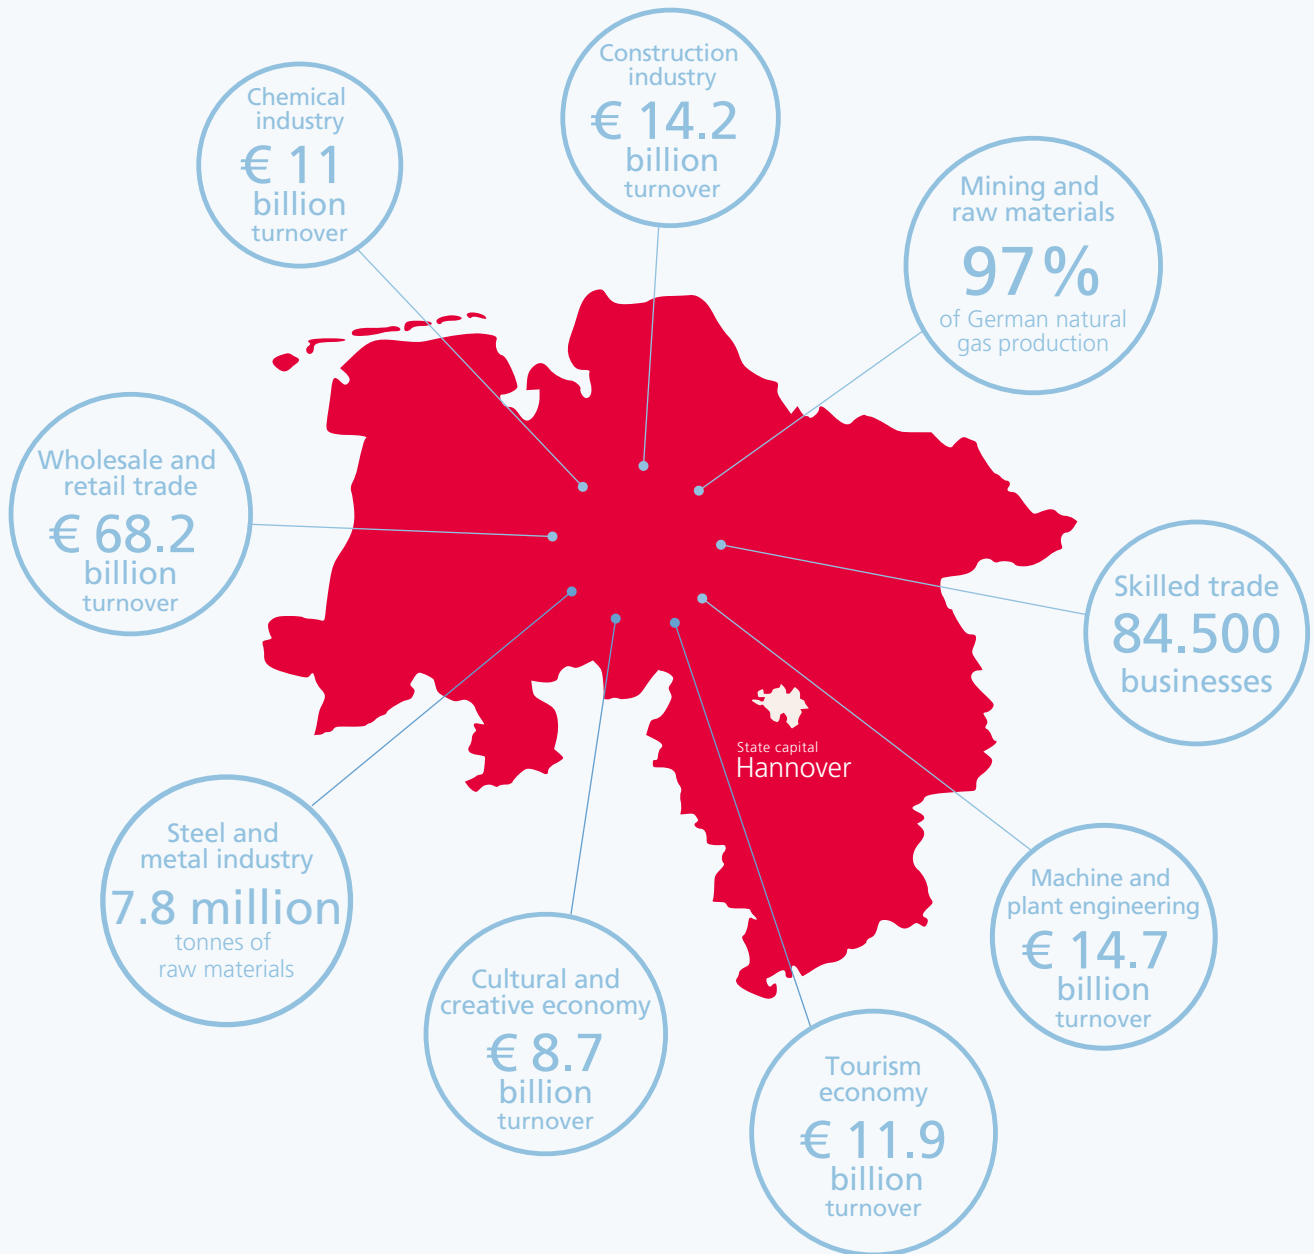 Construction
industry
€ 14.2
billion
turnover
Chemical
industry
€ 11
billion
turnover
Mining and
raw materials
97 %
of German natural
gas production
Wholesale and
retail trade
€ 68.2
billion
turnover
Skilled trade
84.500
businesses
State capital
Hannover
Steel and
metal industry
7.8 million
tonnes of
raw materials
Machine and
plant engineering
€ 14.7
billion
turnover
Cultural and
creative economy
€ 8.7
billion
turnover
Tourism
economy
€ 11.9
billion
turnover